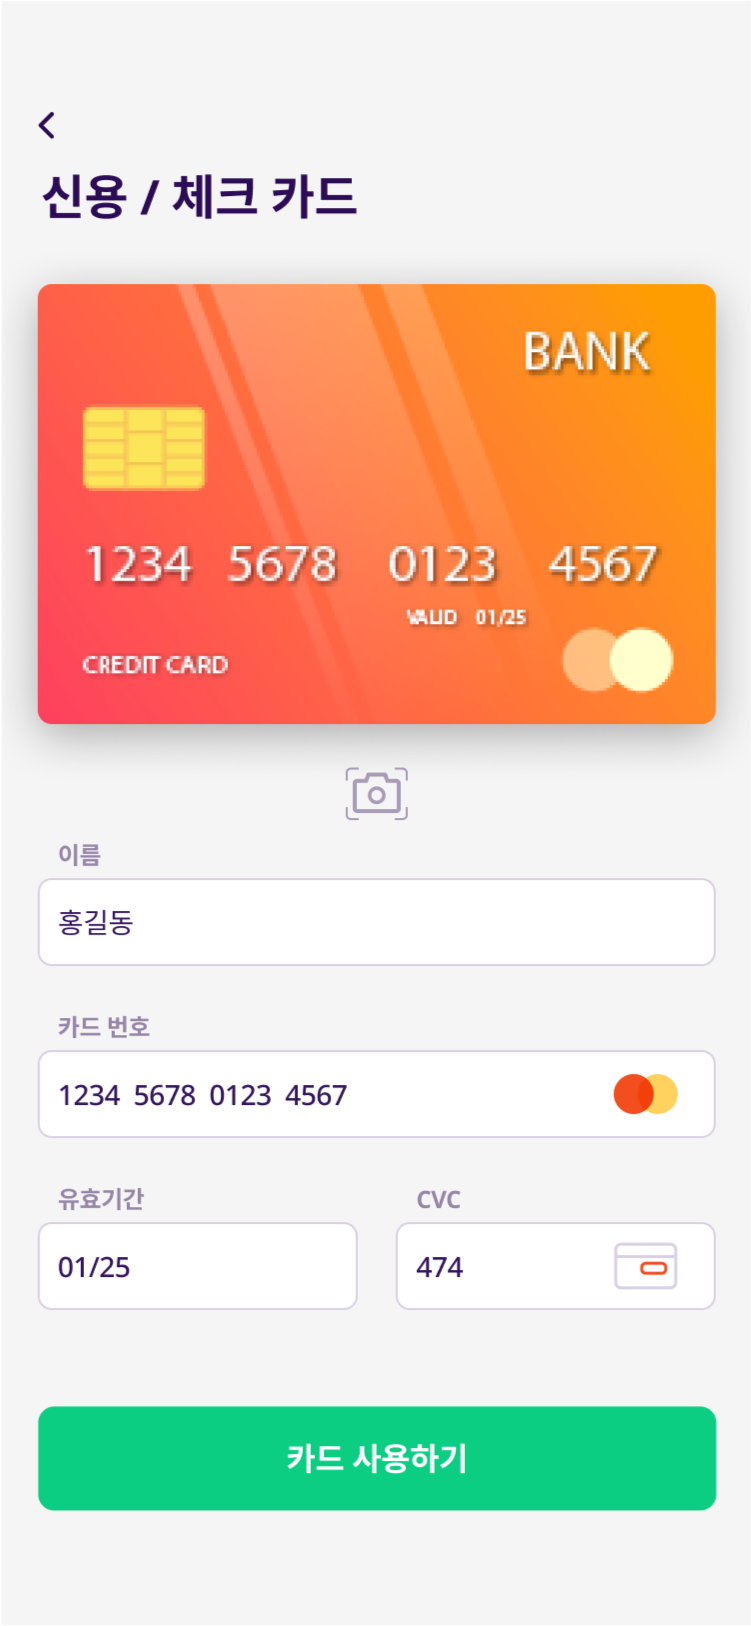 신용 / 체크 카드
BANK
1234 5678 0123 4567
VALID 01/25
CREDIT CARD
이름
홍길동
카드 번호
1234 5678 0123 4567
유효기간 CVC
01/25 474
카드 사용하기